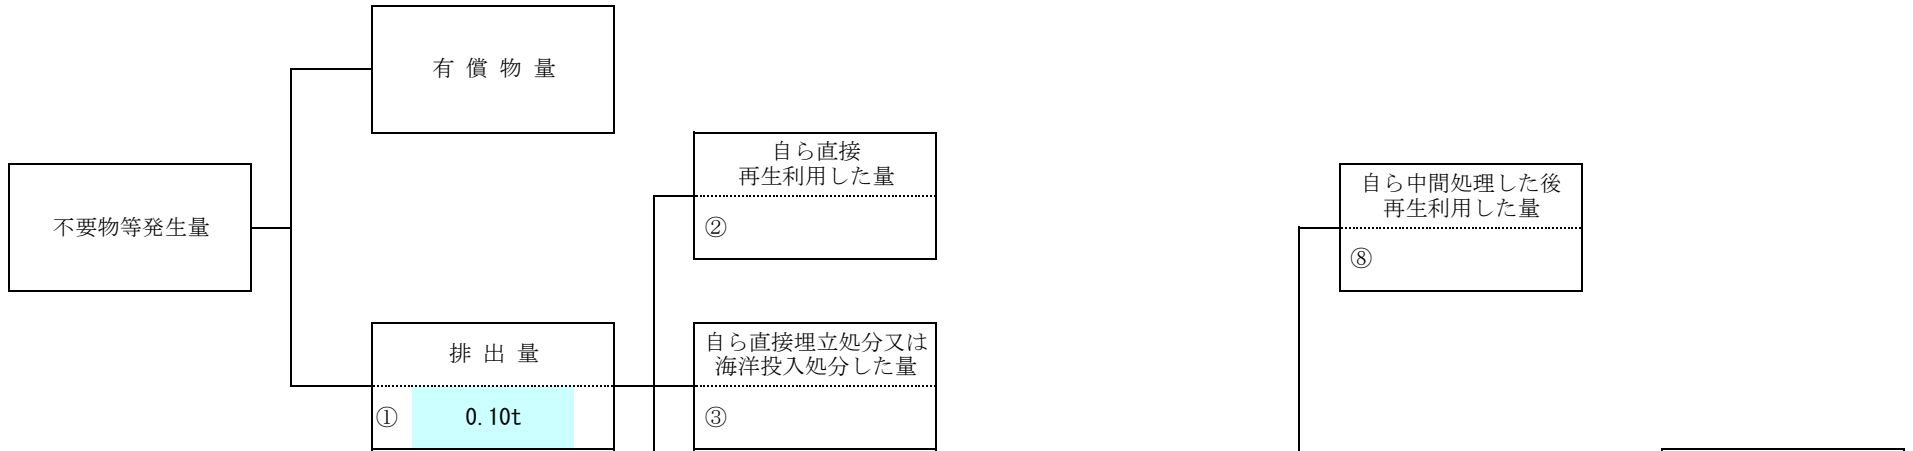 有 償 物 量
自ら直接
再生利用した量
②
自ら中間処理した後
再生利用した量
⑧
不要物等発生量
排 出 量
① 0.10t
自ら直接埋立処分又は
海洋投入処分した量
③